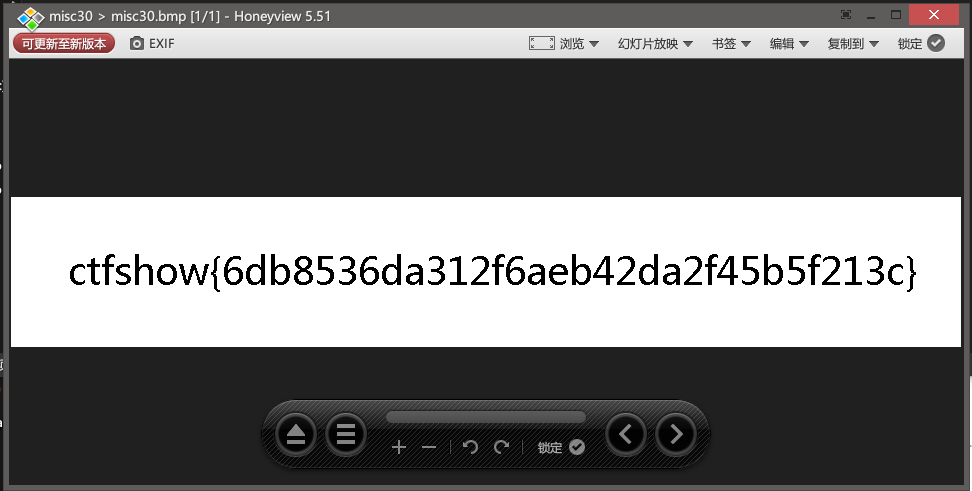 misc30 > misc30.bmp [1/1] - Honeyview 5.51
可更新至新版本 EXIF 浏览 幻灯片放映 书签 编辑 复制到 锁定
ctfshow{6db8536da312f6aeb42da2f45b5f213c}
锁定